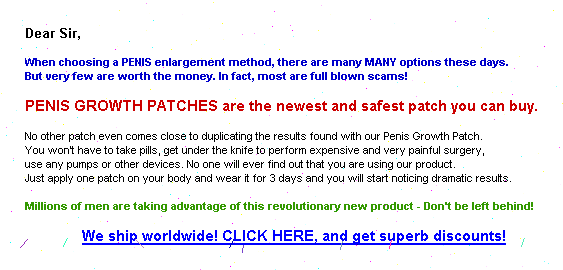 Dear Sir,
When choosing a PENIS enlargement method, there are many MANY options these days.
But very few are worth the money. In fact, most are full blown scams!
PENIS GROWTH PATCHES are the newest and safest patch you can buy.
No other patch even comes close to duplicating the results found with our Penis Growth Patch.
You won't have to take pills, get under the knife to perform expensive and very painful surgery,
use any pumps or other devices. No one will ever find out that you are using our product.
Just apply one patch on your body and wear it for 3 days and you will start noticing dramatic results.
Millions of men are taking advantage of this revolutionary new product - Don't be left behind!
We ship worldwide! CLICK HERE, and get superb discounts!